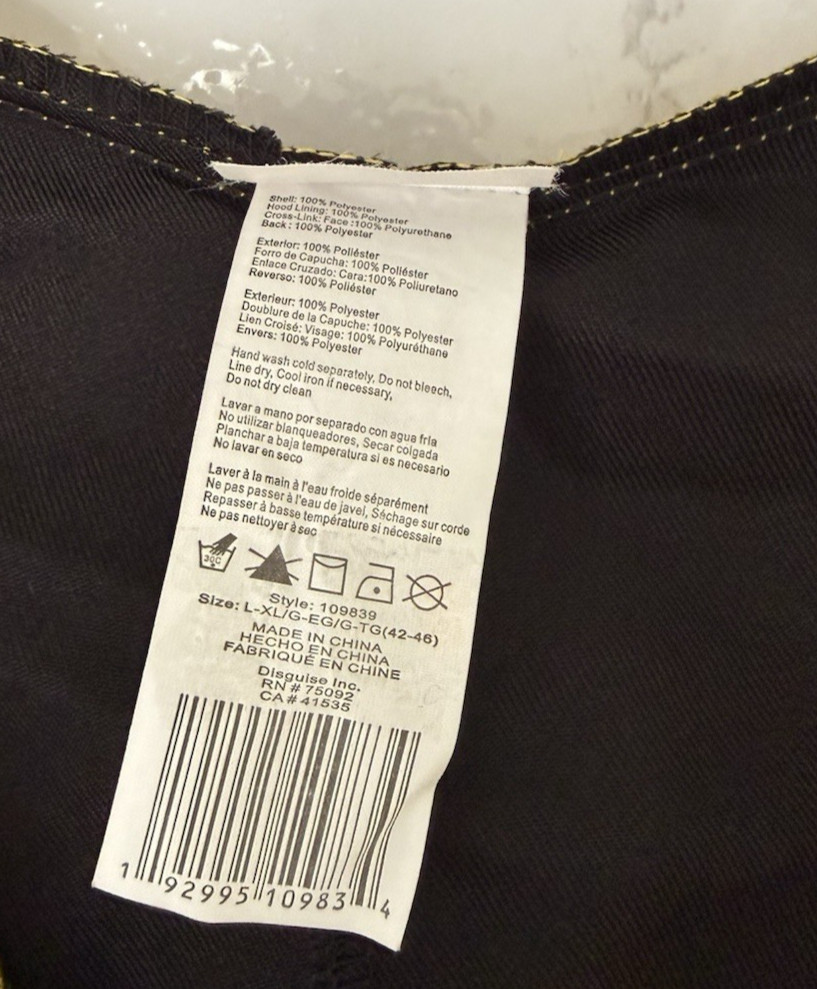 Shell: 100% Polyester
Hood Lining: 100% Polyester
Cross-Link: Face :100% Polyurethane
Back : 100% Polyester
Exterior: 100% Poliéster
Forro de Capucha: 100% Poliéster
Enlace Cruzado: Cara:100% Poliuretano
Reverso: 100% Poliéster
Exterieur: 100% Polyester
Doublure de la Capuche: 100% Polyester
Lien Croisé: Visage: 100% Polyuréthane
Envers: 100% Polyester
Hand wash cold separately, Do not bleach,
Line dry, Cool iron if necessary,
Do not dry clean
Lavar a mano por separado con agua fría
No utilizar blanqueadores, Secar colgada
Planchar a baja temperatura si es necesario
No lavar en seco
Laver à la main à l'eau froide séparément
Ne pas passer à l'eau de javel, Séchage sur corde
Repasser à basse température si nécessaire
Ne pas nettoyer à sec
30C
Style: 109839
Size: L-XL/G-EG/G-TG(42-46)
MADE IN CHINA
HECHO EN CHINA
FABRIQUÉ EN CHINE
Disguise Inc.
RN # 75092
CA # 41535
1 92995 10983 4